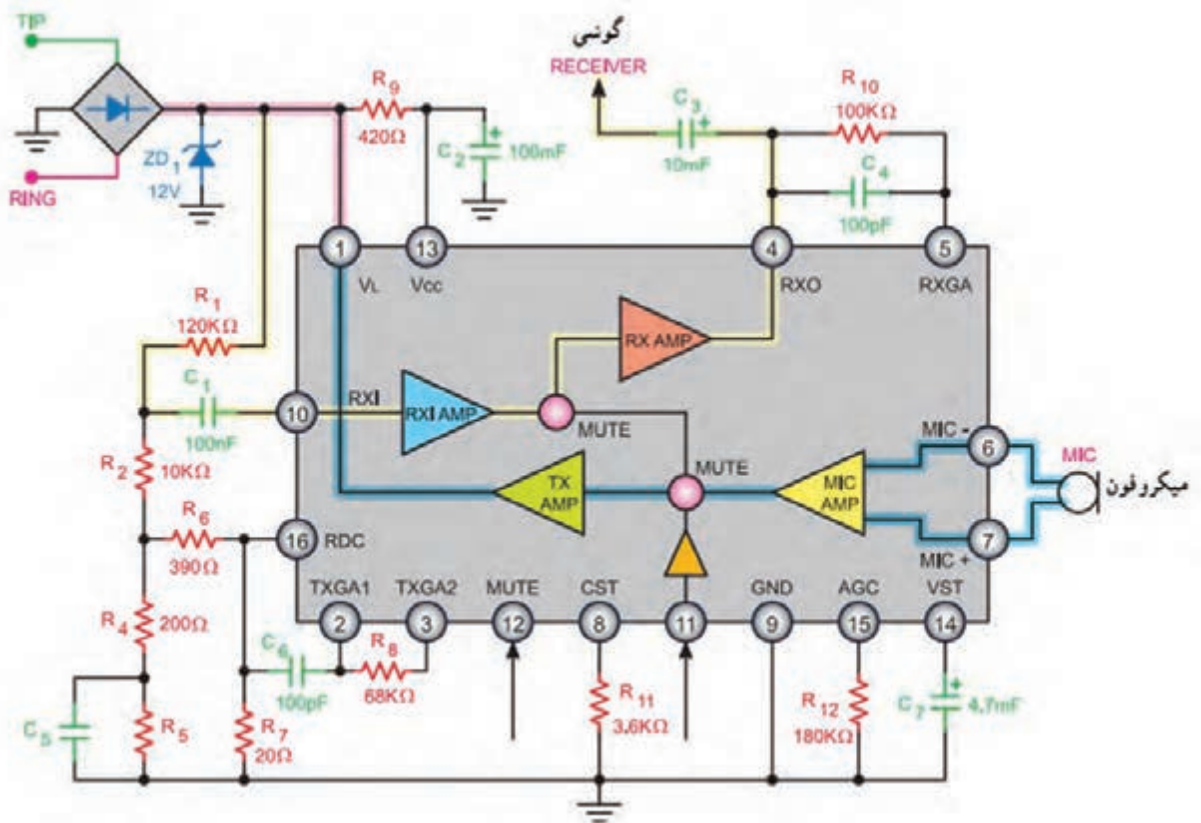 TIP
RING
ZD1
12V
R9
420Ω
C2
100mF
گوشی
RECEIVER
C3
10mF
R10
100KΩ
C4
100pF
1
13
4
5
VL
Vcc
RXO
RXGA
R1
120KΩ
C1
100nF
10
RXI
RXI AMP
MUTE
RX AMP
R2
10KΩ
R6
390Ω
16
RDC
TX AMP
MUTE
MIC AMP
MIC -
6
MIC
میکروفون
7
MIC +
TXGA1
TXGA2
MUTE
CST
GND
AGC
VST
2
3
12
8
11
9
15
14
R4
200Ω
C6
100pF
R8
68KΩ
C5
R5
R7
20Ω
R11
3.6KΩ
R12
180KΩ
C7
4.7mF